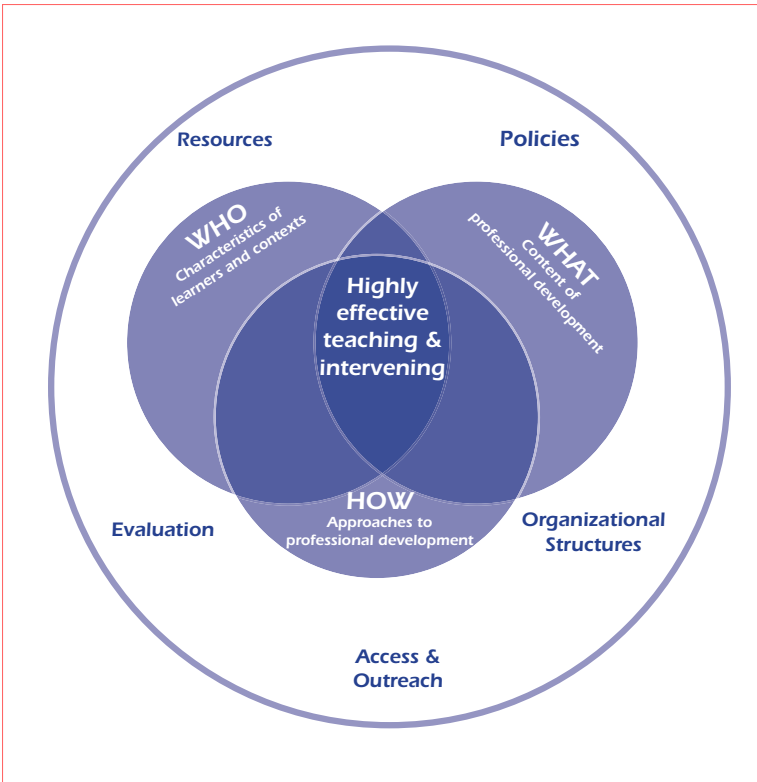 Resources
Policies
WHO
Characteristics of
learners and contexts
WHAT
Content of
professional development
Highly
effective
teaching &
intervening
HOW
Approaches to
professional development
Evaluation
Organizational
Structures
Access &
Outreach